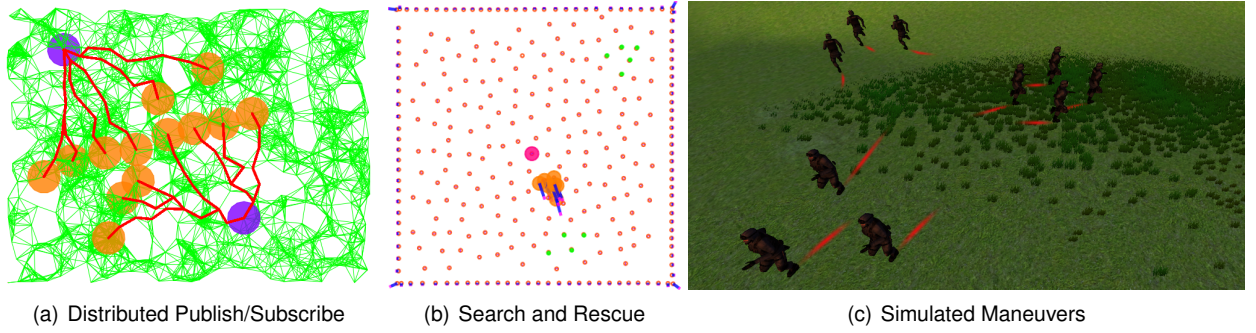 (a) Distributed Publish/Subscribe
(b) Search and Rescue
(c) Simulated Maneuvers